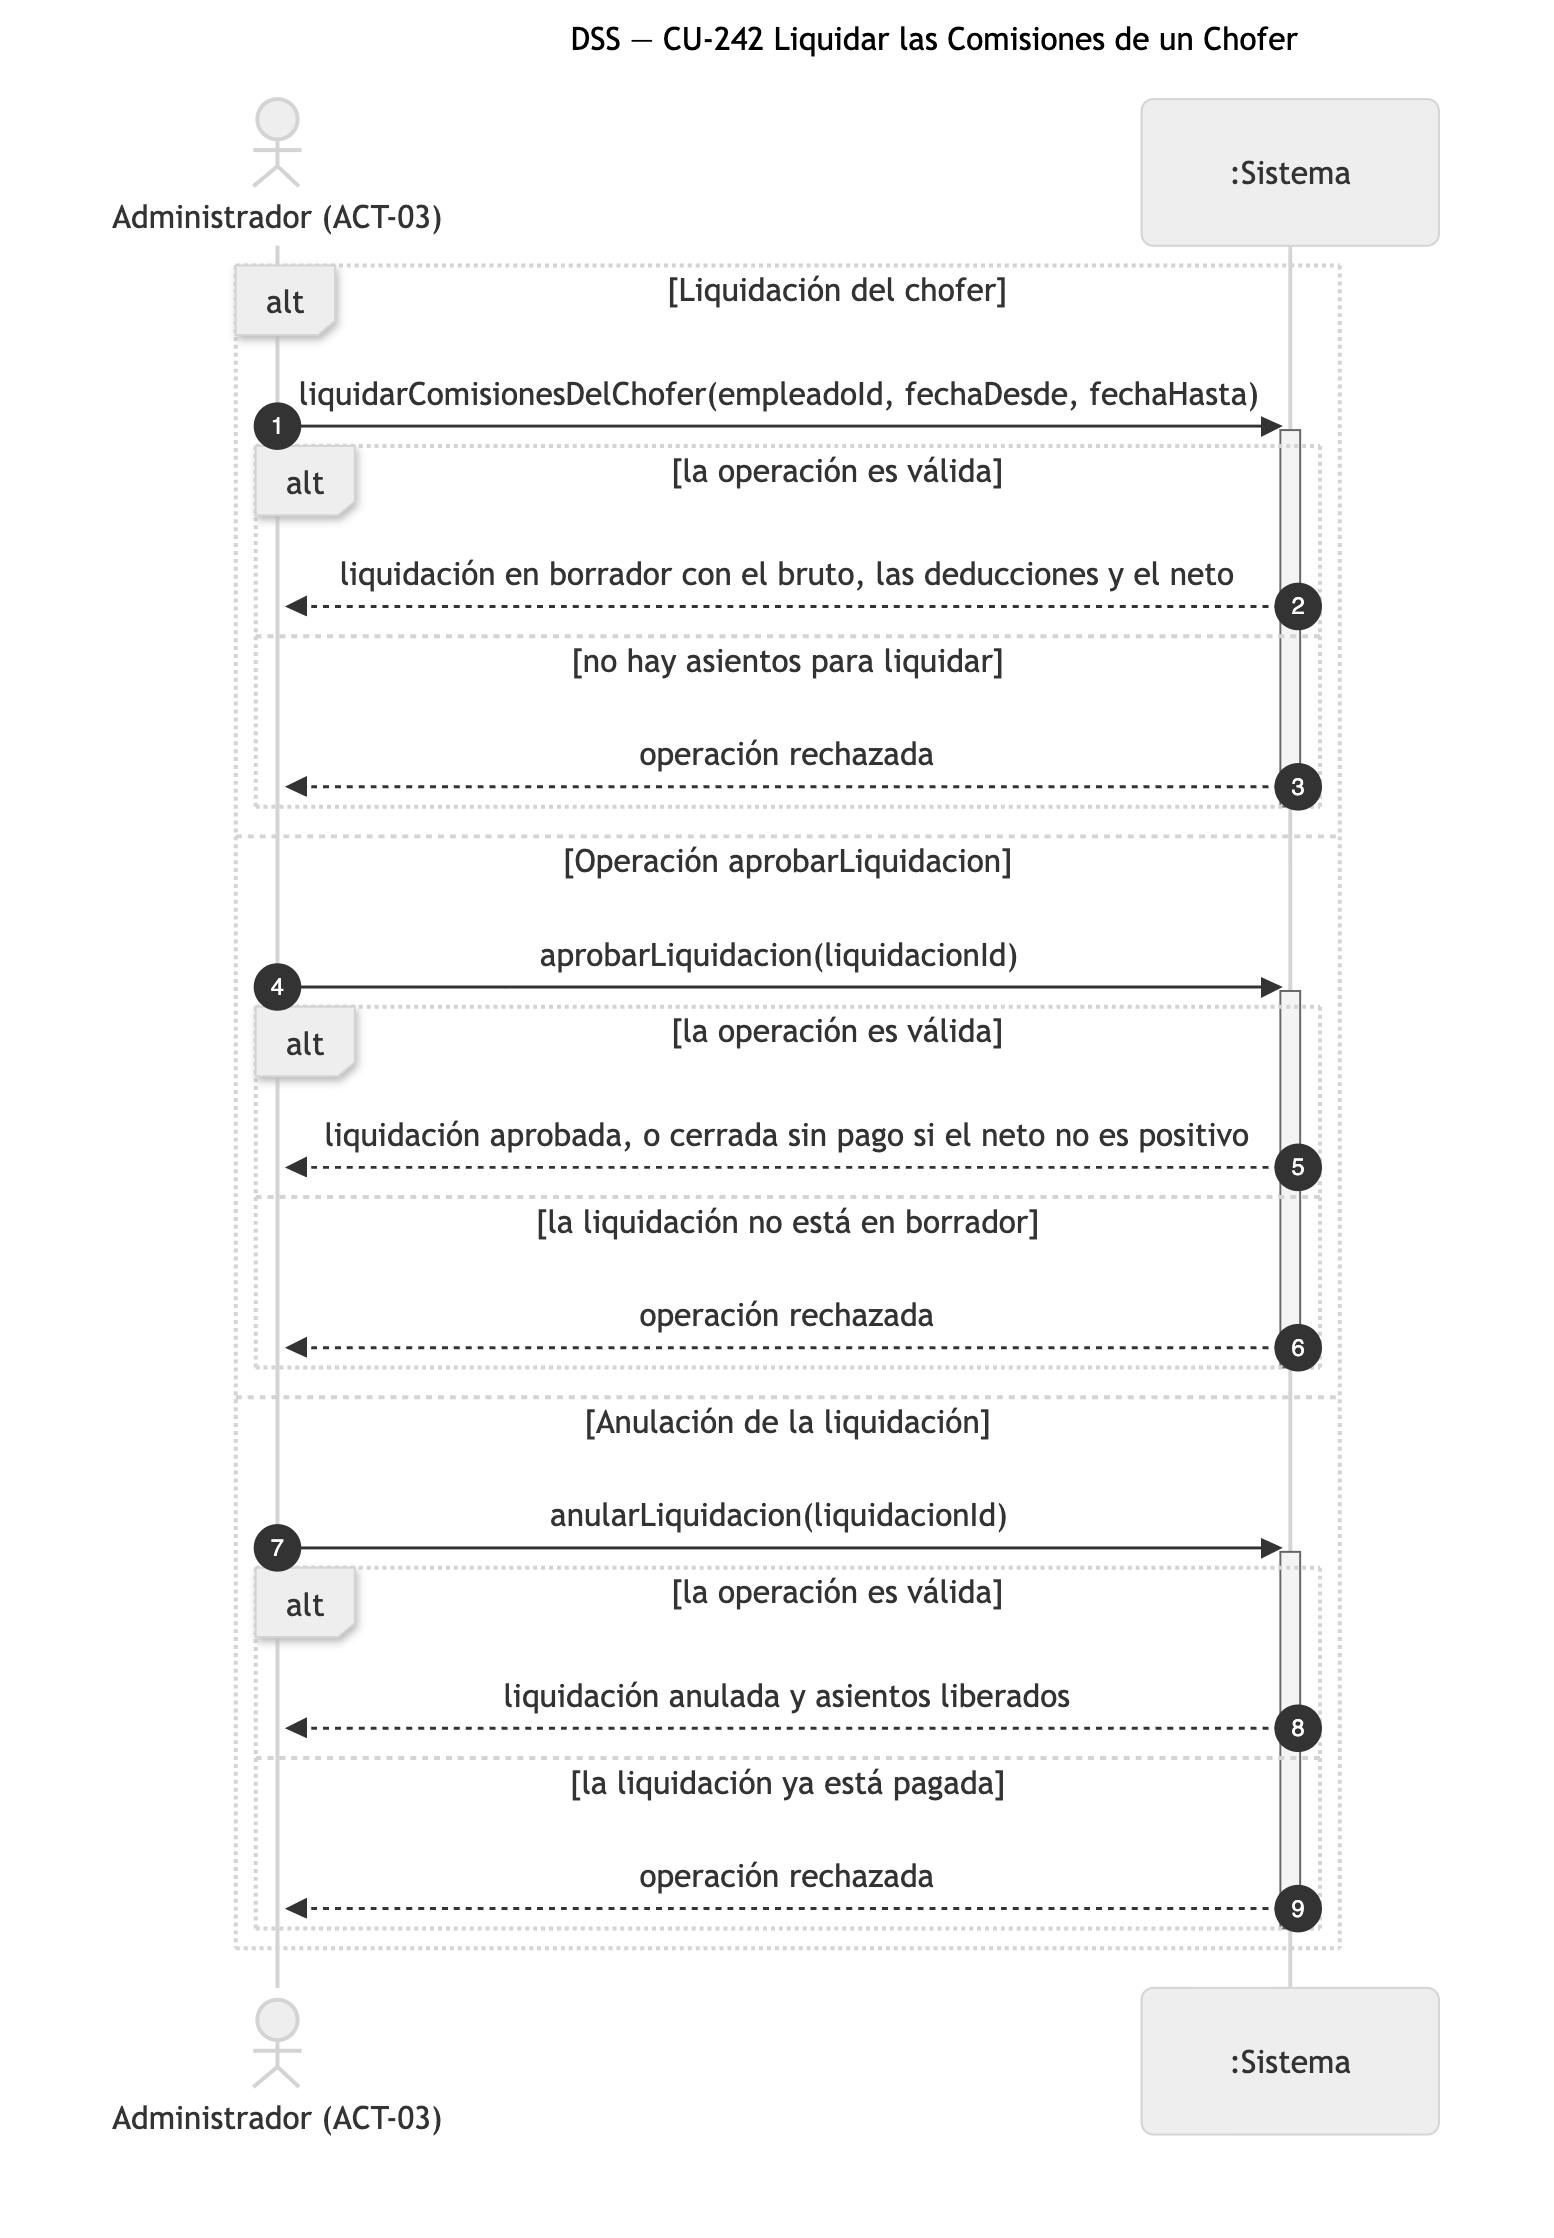 DSS — CU-242 Liquidar las Comisiones de un Chofer
Administrador (ACT-03)
:Sistema
alt
[Liquidación del chofer]
liquidarComisionesDelChofer(empleadoId, fechaDesde, fechaHasta)
1
alt
[la operación es válida]
liquidación en borrador con el bruto, las deducciones y el neto
2
[no hay asientos para liquidar]
operación rechazada
3
[Operación aprobarLiquidacion]
aprobarLiquidacion(liquidacionId)
4
alt
[la operación es válida]
liquidación aprobada, o cerrada sin pago si el neto no es positivo
5
[la liquidación no está en borrador]
operación rechazada
6
[Anulación de la liquidación]
anularLiquidacion(liquidacionId)
7
alt
[la operación es válida]
liquidación anulada y asientos liberados
8
[la liquidación ya está pagada]
operación rechazada
9
Administrador (ACT-03)
:Sistema